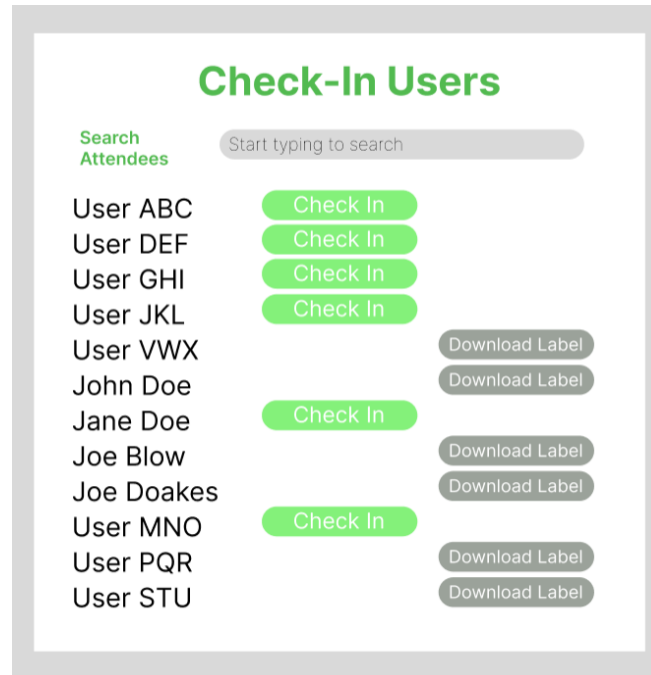 Check-In Users
Search
Attendees
Start typing to search
User ABC Check In
User DEF Check In
User GHI Check In
User JKL Check In
User VWX Download Label
John Doe Download Label
Jane Doe Check In
Joe Blow Download Label
Joe Doakes Download Label
User MNO Check In
User PQR Download Label
User STU Download Label